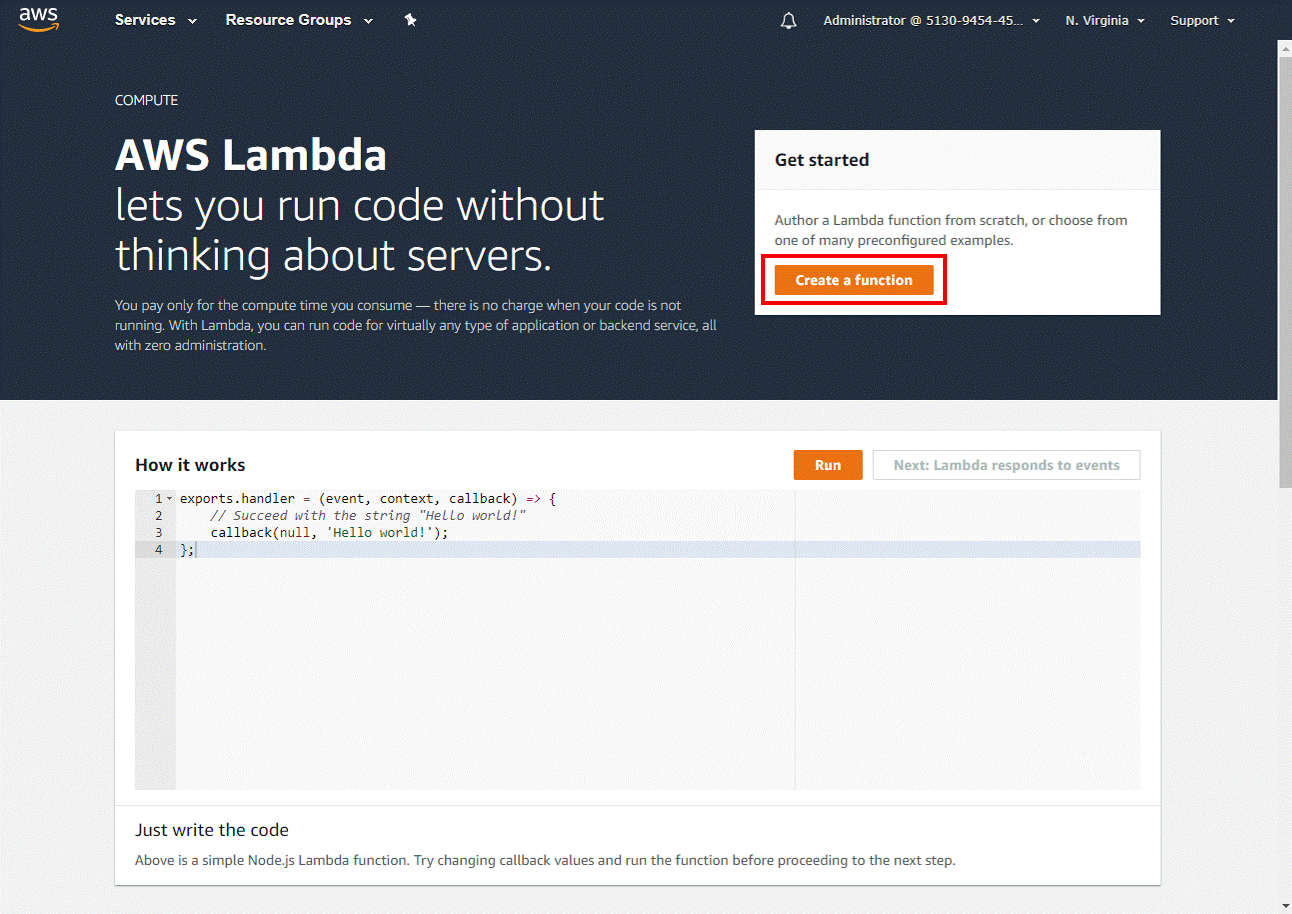 aws
Services
Resource Groups
Administrator @ 5130-9454-45...
N. Virginia
Support
COMPUTE
AWS Lambda
lets you run code without
thinking about servers.
You pay only for the compute time you consume — there is no charge when your code is not
running. With Lambda, you can run code for virtually any type of application or backend service, all
with zero administration.
Get started
Author a Lambda function from scratch, or choose from
one of many preconfigured examples.
Create a function
How it works
Run
Next: Lambda responds to events
1 exports.handler = (event, context, callback) => {
2 // Succeed with the string "Hello world!"
3 callback(null, 'Hello world!');
4 };
Just write the code
Above is a simple Node.js Lambda function. Try changing callback values and run the function before proceeding to the next step.